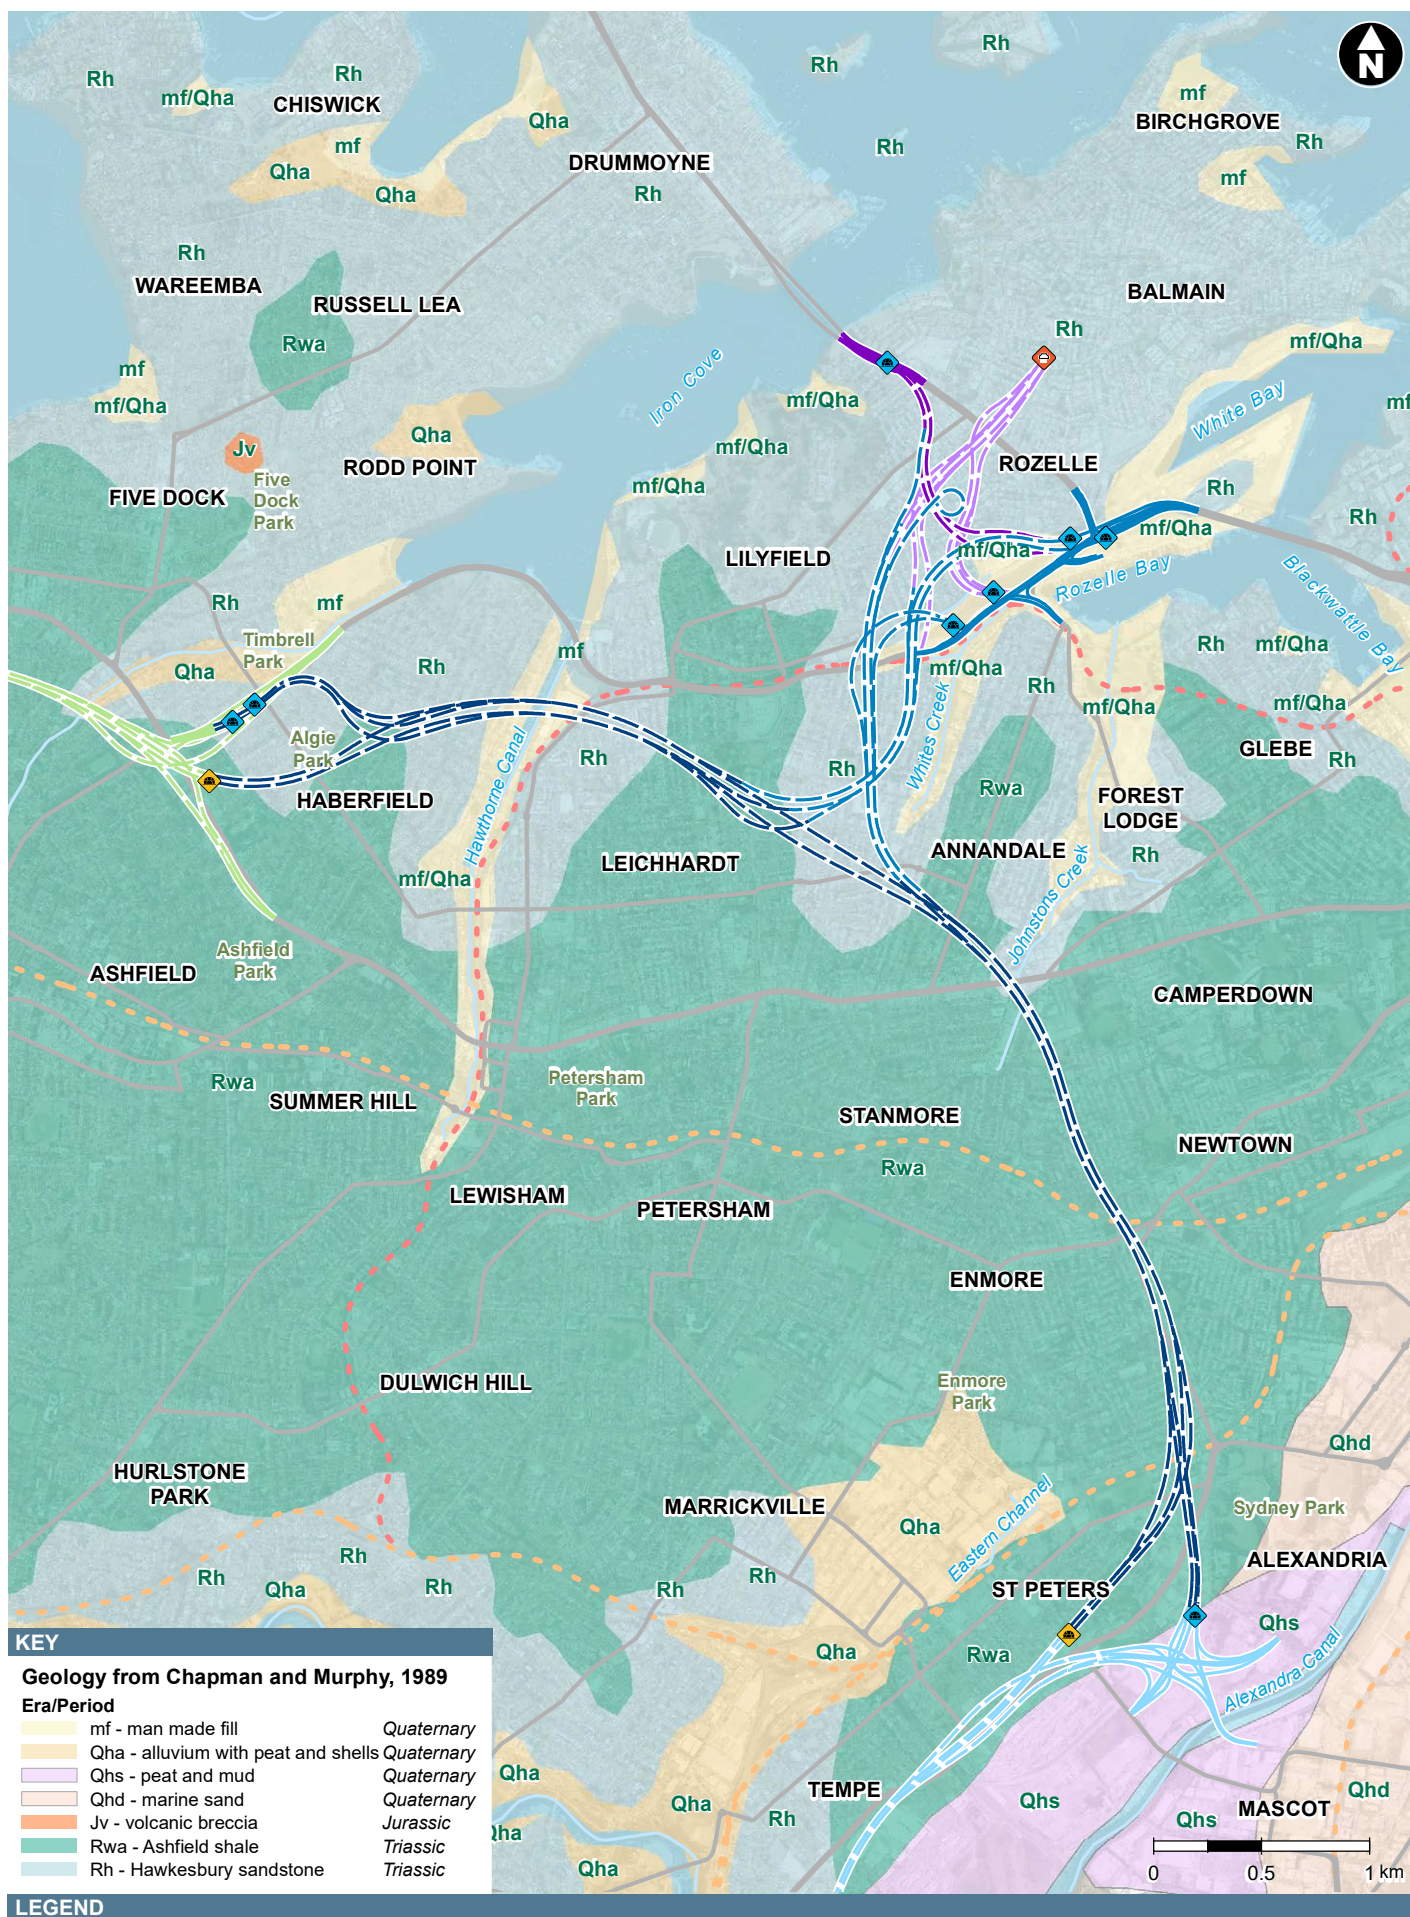 N
Rh
Rh
Rh
Rh
mf/Qha
CHISWICK
mf
BIRCHGROVE
Qha
mf
Rh
Rh
DRUMMOYNE
Qha
Qha
Rh
mf
Rh
WAREEMBA
RUSSELL LEA
BALMAIN
Rwa
Rh
mf/Qha
mf
Iron Cove
mf/Qha
mf/Qha
White Bay
mf
Qha
mf/Qha
Jv
RODD POINT
ROZELLE
FIVE DOCK
Five
Dock
Park
mf/Qha
Rh
Rh
mf/Qha
LILYFIELD
mf/Qha
Rozelle Bay
Blackwattle Bay
Rh
mf
Timbrell
Park
Rh
mf
Rh
mf/Qha
Qha
mf/Qha
Rh
mf/Qha
mf/Qha
Whites Creek
Algie
Park
Hawthorne Canal
Rh
Rh
GLEBE
Rh
HABERFIELD
Rwa
FOREST
LODGE
LEICHHARDT
ANNANDALE
Rh
mf/Qha
Johnstons Creek
Ashfield
Park
ASHFIELD
CAMPERDOWN
Rwa
SUMMER HILL
Petersham
Park
STANMORE
NEWTOWN
Rwa
LEWISHAM
PETERSHAM
ENMORE
DULWICH HILL
Enmore
Park
Qhd
HURLSTONE
PARK
MARRICKVILLE
Sydney Park
Qha
Eastern Channel
ALEXANDRIA
Rh
Rh
Rh
Qha
Rh
Rh
ST PETERS
Qhs
Qha
Rwa
Alexandra Canal
TEMPE
Qha
Qha
Rh
Qhs
Qhd
Qhs
MASCOT
Qha
Qha
0
0.5
1 km
KEY
Geology from Chapman and Murphy, 1989
Era/Period
mf - man made fill Quaternary
Qha - alluvium with peat and shells Quaternary
Qhs - peat and mud Quaternary
Qhd - marine sand Quaternary
Jv - volcanic breccia Jurassic
Rwa - Ashfield shale Triassic
Rh - Hawkesbury sandstone Triassic
LEGEND